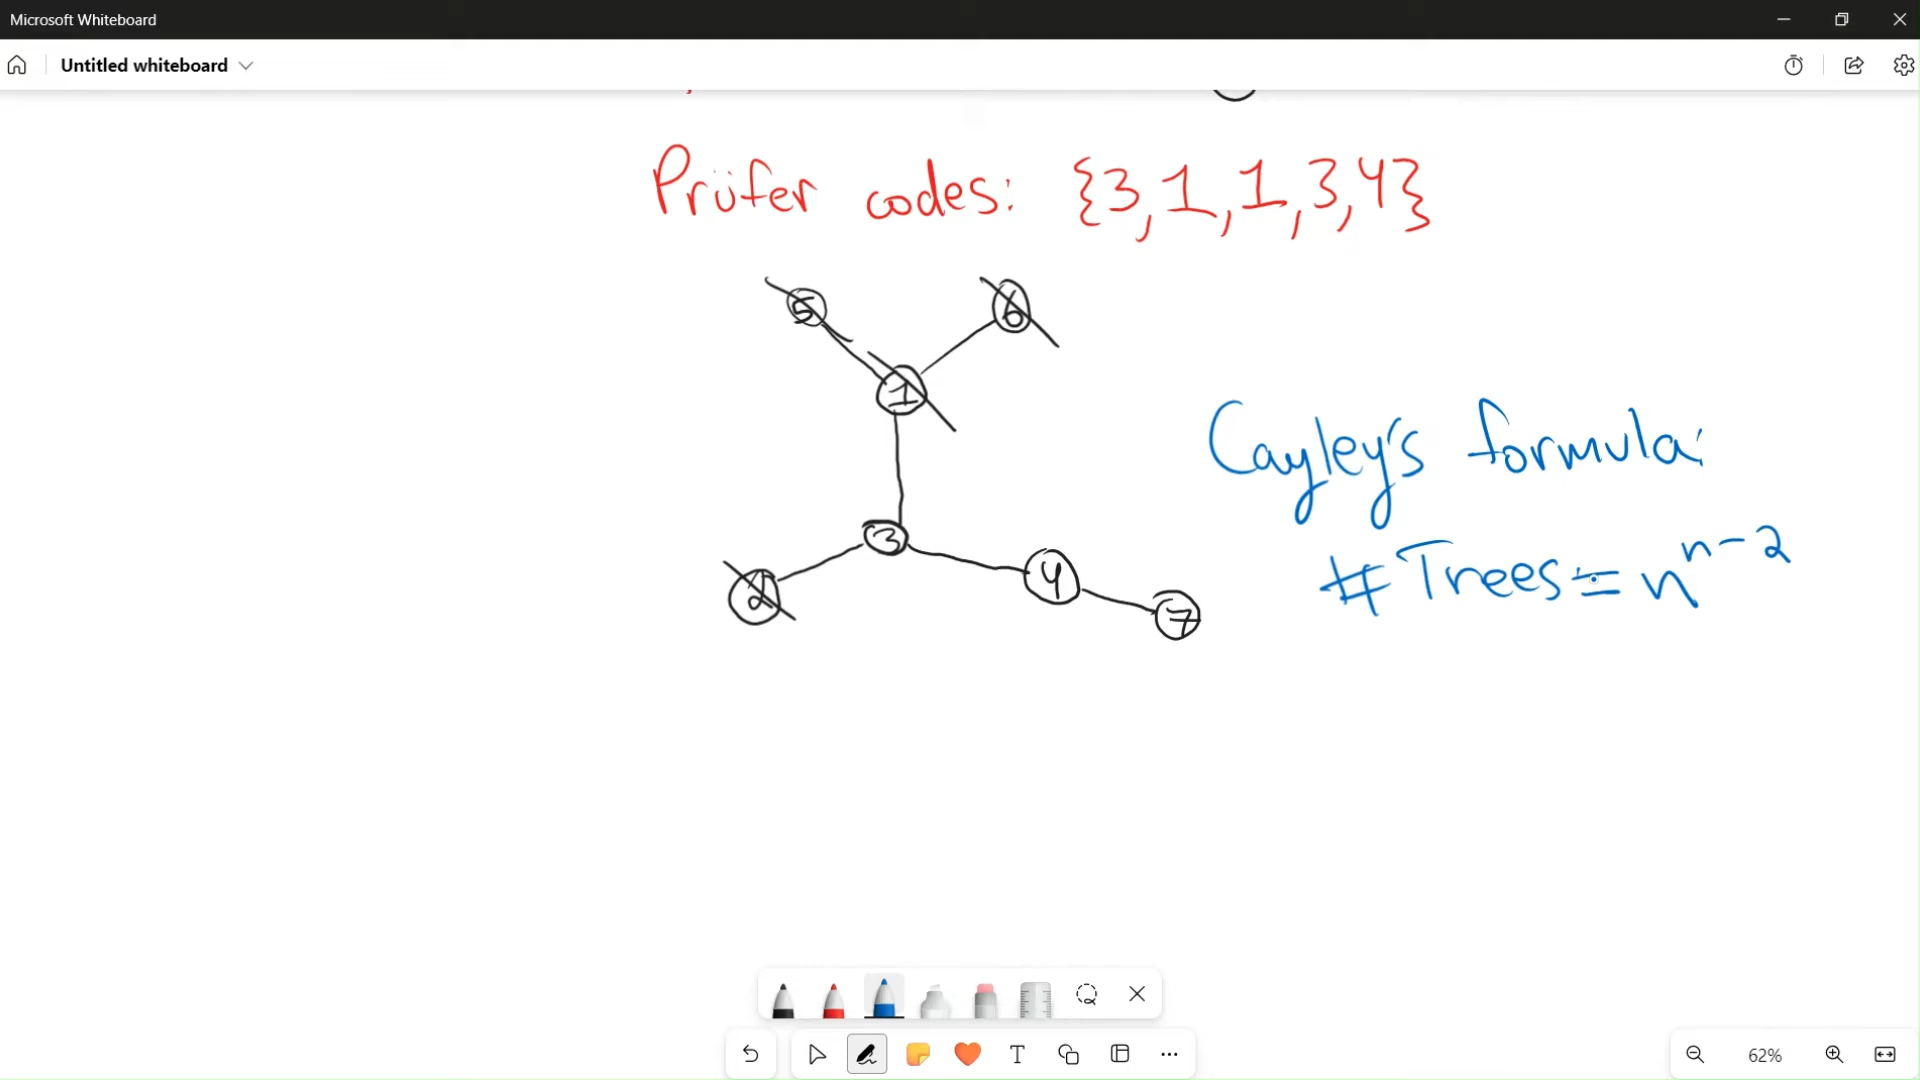 Microsoft Whiteboard
Untitled whiteboard
Prüfer codes: {3,1,1,3,4}
5
6
1
3
2
4
7
Cayley's formula:
# Trees = n^{n-2}
T
62%